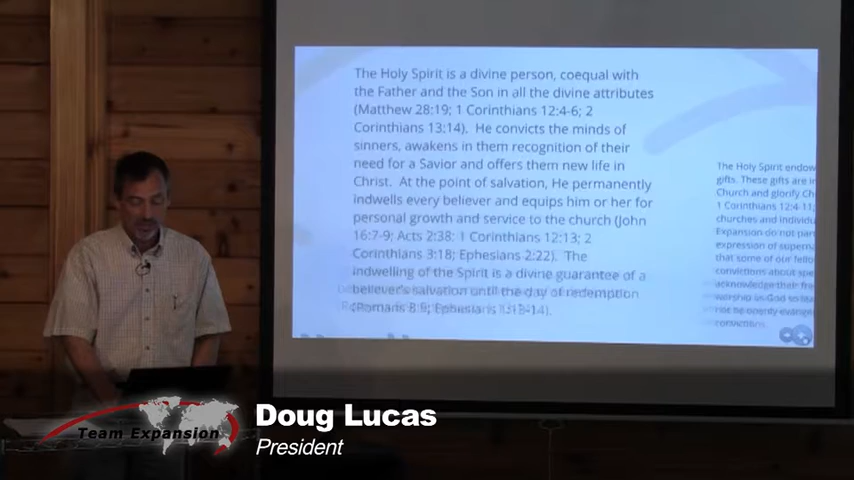 The Holy Spirit is a divine person, coequal with
the Father and the Son in all the divine attributes
(Matthew 28:19; 1 Corinthians 12:4-6; 2
Corinthians 13:14). He convicts the minds of
sinners, awakens in them recognition of their
need for a Savior and offers them new life in
Christ. At the point of salvation, He permanently
indwells every believer and equips him or her for
personal growth and service to the church (John
16:7-9; Acts 2:38; 1 Corinthians 12:13; 2
Corinthians 3:18; Ephesians 2:22). The
indwelling of the Spirit is a divine guarantee of a
believer's salvation until the day of redemption
(Romans 8:9; Ephesians
The Holy Spirit endow
gifts. These gifts are i
Church and glorify Ch
1 Corinthians 12:4-11;
churches and individu
Expansion do not par
expression of superna
that some of our fello
convictions about spe
acknowledge their fre
worship as God so
convictions.
Team Expansion
Doug Lucas
President